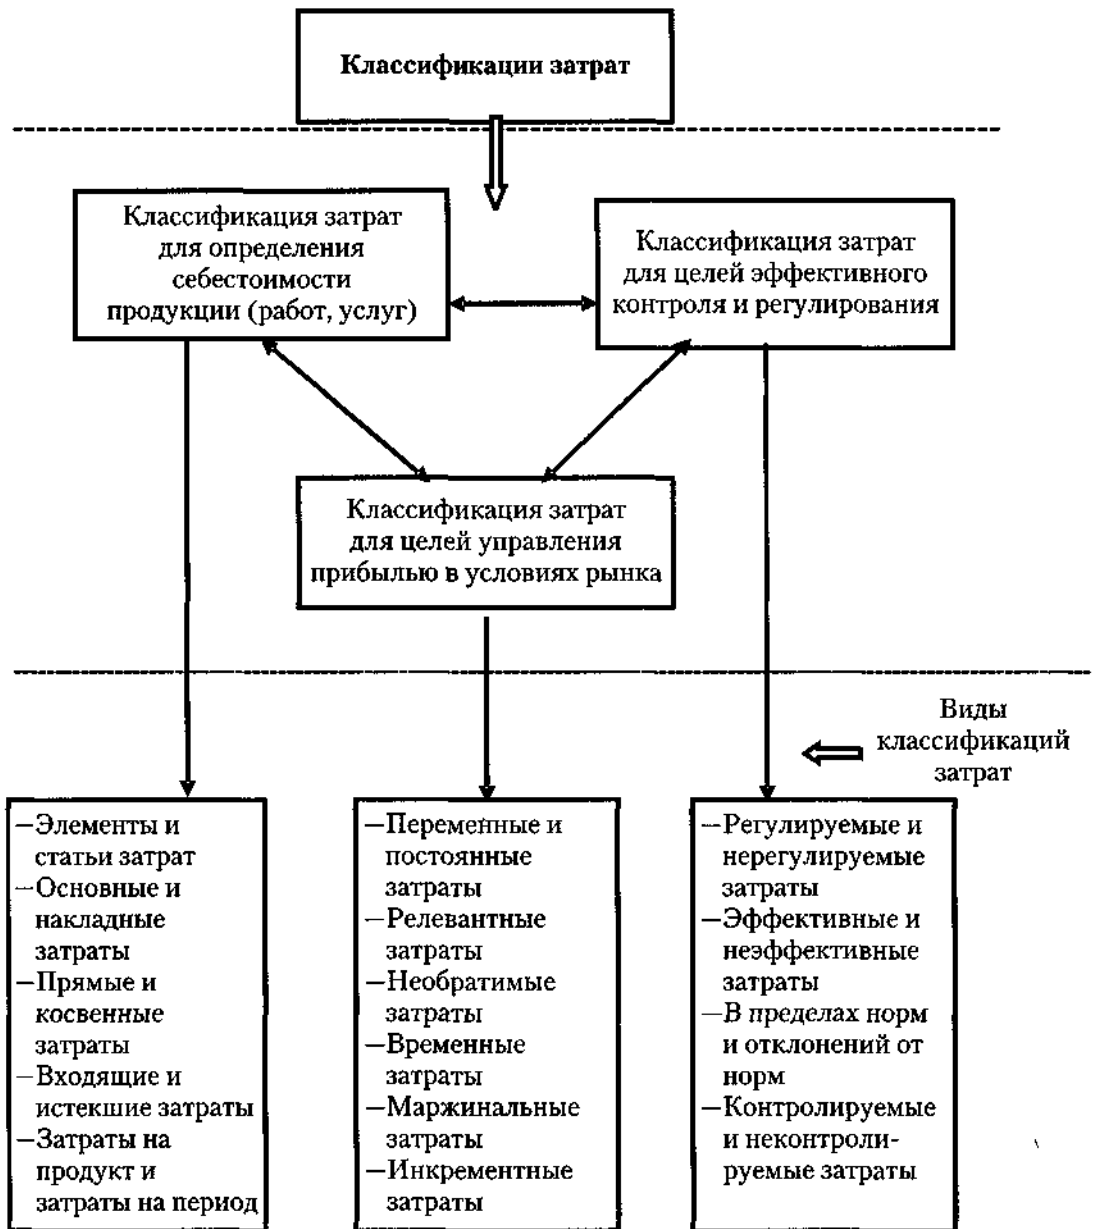 Классификации затрат
Классификация затрат
для определения
себестоимости
продукции (работ, услуг)
Классификация затрат
для целей эффективного
контроля и регулирования
Классификация затрат
для целей управления
прибылью в условиях рынка
Виды
классификаций
затрат
—Элементы и
статьи затрат
—Основные и
накладные
затраты
—Прямые и
косвенные
затраты
—Входящие и
истекшие затраты
—Затраты на
продукт и
затраты на период
—Переменные и
постоянные
затраты
—Релевантные
затраты
—Необратимые
затраты
—Временные
затраты
—Маржинальные
затраты
—Инкрементные
затраты
—Регулируемые и
нерегулируемые
затраты
—Эффективные и
неэффективные
затраты
—В пределах норм
и отклонений от
норм
—Контролируемые
и неконтроли-
руемые затраты